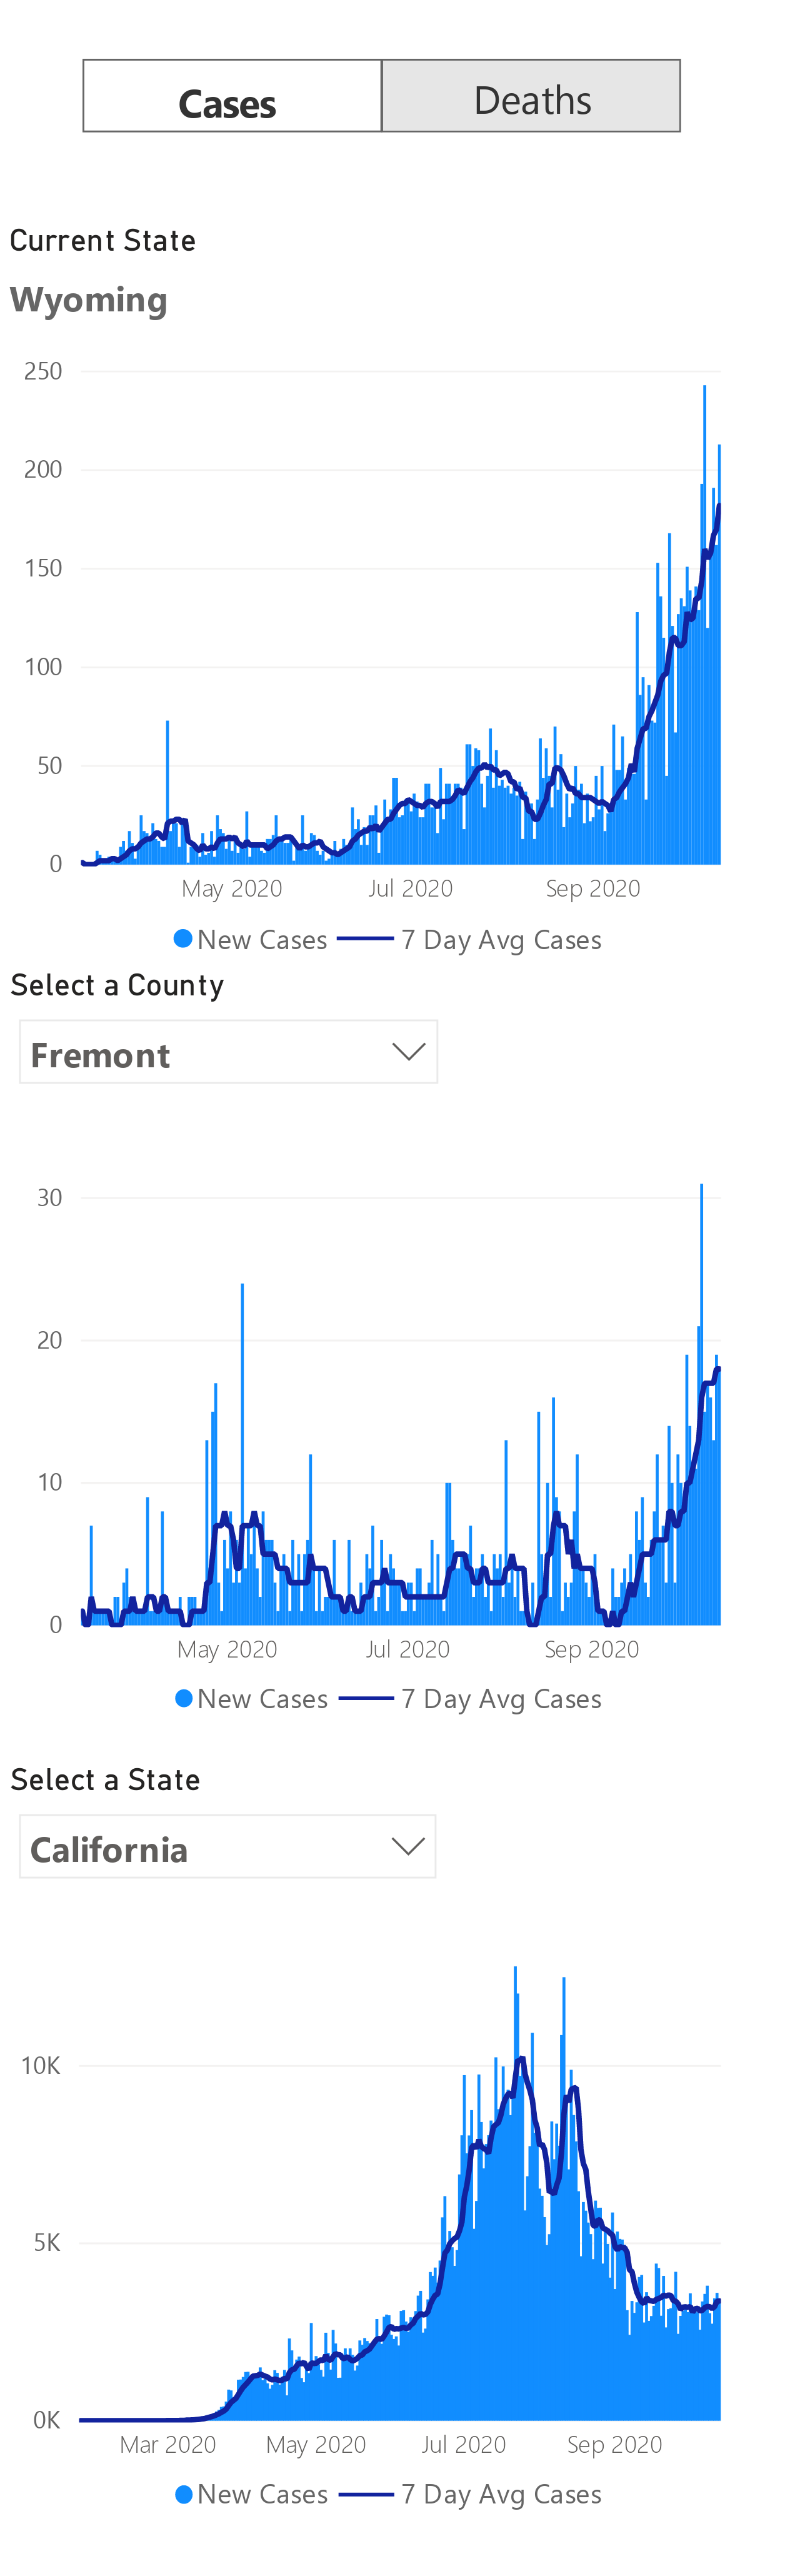 Cases Deaths
Current State
Wyoming
250
200
150
100
50
0
May 2020 Jul 2020 Sep 2020
New Cases 7 Day Avg Cases
Select a County
Fremont
30
20
10
0
May 2020 Jul 2020 Sep 2020
New Cases 7 Day Avg Cases
Select a State
California
10K
5K
0K
Mar 2020 May 2020 Jul 2020 Sep 2020
New Cases 7 Day Avg Cases